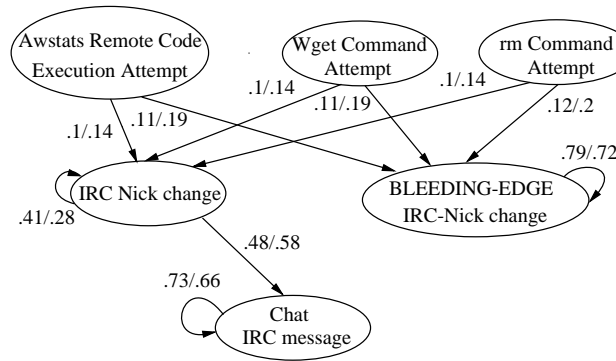 Awstats Remote Code
Execution Attempt
Wget Command
Attempt
rm Command
Attempt
.1/.14
.11/.19
.1/.14
.11/.19
.1/.14
.12/.2
.79/.72
IRC Nick change
BLEEDING-EDGE
IRC-Nick change
.41/.28
.48/.58
.73/.66
Chat
IRC message